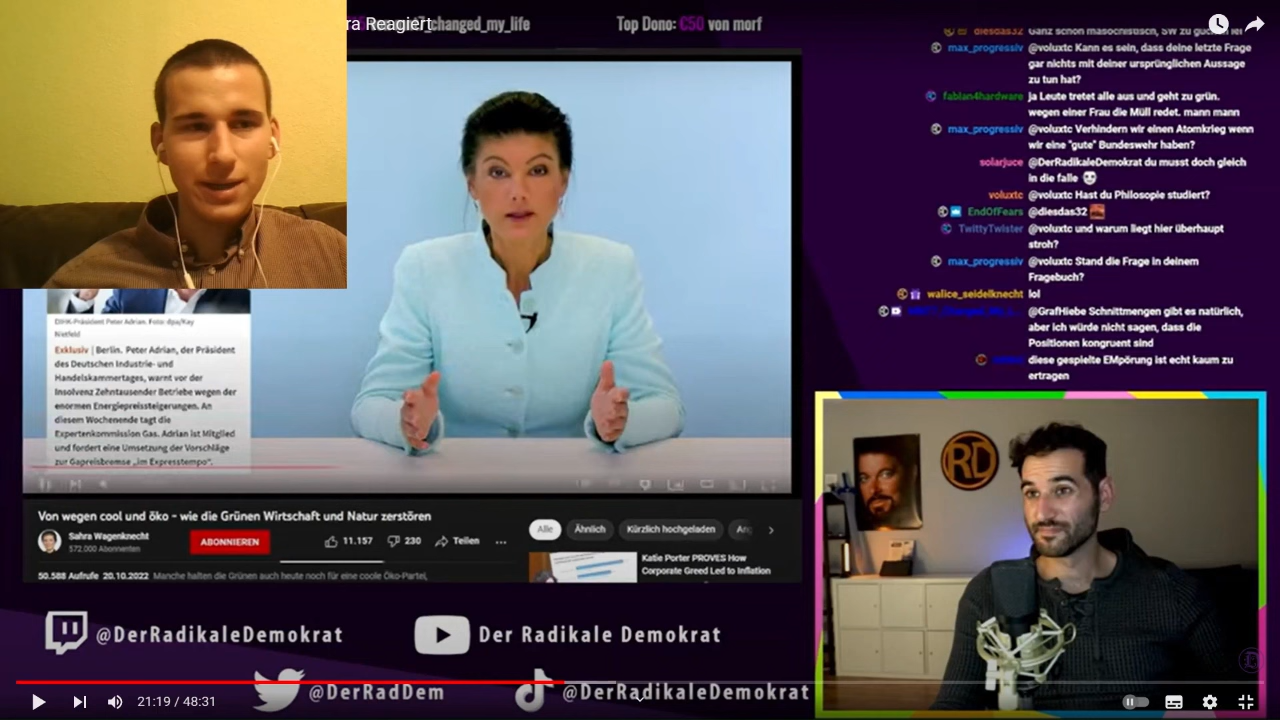 ra Reagiert
changed_my_life
Top Dono: €50 von morf
diesdas32 Ganz schön masochistisch, SW zu
max_progressiv @voluxtc Kann es sein, dass deine letzte Frage
gar nichts mit deiner ursprünglichen Aussage
zu tun hat?
fabian4hardware ja Leute tretet alle aus und geht zu grün.
wegen einer Frau die Müll redet. mann mann
max_progressiv @voluxtc Verhindern wir einen Atomkrieg wenn
wir eine "gute" Bundeswehr haben?
solarjuce @DerRadikaleDemokrat du musst doch gleich
in die falle
voluxtc @voluxtc Hast du Philosopie studiert?
EndOfFears @diesdas32
TwittyTwister @voluxtc und warum liegt hier überhaupt
stroh?
max_progressiv @voluxtc Stand die Frage in deinem
Fragebuch?
walice_seidelknecht lol
@GrafHiebe Schnittmengen gibt es natürlich,
aber ich würde nicht sagen, dass die
Positionen kongruent sind
diese gespielte EMpörung ist echt kaum zu
ertragen
DIHK-Präsident Peter Adrian. Foto: dpa/Kay
Nietfeld
Exklusiv | Berlin. Peter Adrian, der Präsident
des Deutschen Industrie- und
Handelskammertages, warnt vor der
Insolvenz Zehntausender Betriebe wegen der
enormen Energiepreissteigerungen. An
diesem Wochenende tagt die
Expertenkommission Gas. Adrian ist Mitglied
und fordert eine Umsetzung der Vorschläge
zur Gaspreisbremse „im Expresstempo“.
Von wegen cool und öko - wie die Grünen Wirtschaft und Natur zerstören
Sahra Wagenknecht
572.000 Abonnenten
ABONNIEREN
11.157
230
Teilen
50.588 Aufrufe 20.10.2022 Manche halten die Grünen auch heute noch für eine coole Öko-Partei,
Alle
Ähnlich
Kürzlich hochgeladen
Katie Porter PROVES How
Corporate Greed Led to Inflation
RD
@DerRadikaleDemokrat
Der Radikale Demokrat
@DerRadDem
@DerRadikaleDemokrat
21:19 / 48:31